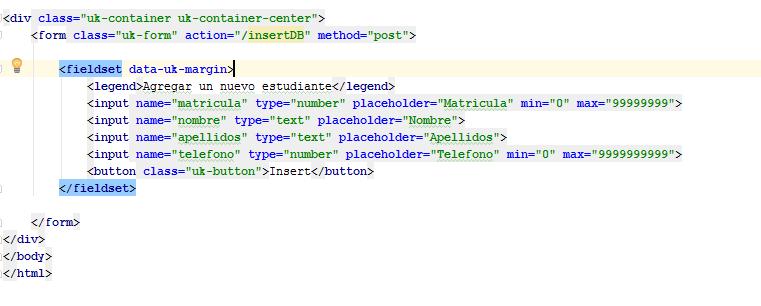 <div class="uk-container uk-container-center">
<form class="uk-form" action="/insertDB" method="post">
<fieldset data-uk-margin>
<legend>Agregar un nuevo estudiante</legend>
<input name="matricula" type="number" placeholder="Matricula" min="0" max="99999999">
<input name="nombre" type="text" placeholder="Nombre">
<input name="apellidos" type="text" placeholder="Apellidos">
<input name="telefono" type="number" placeholder="Telefono" min="0" max="9999999999">
<button class="uk-button">Insert</button>
</fieldset>
</form>
</div>
</body>
</html>